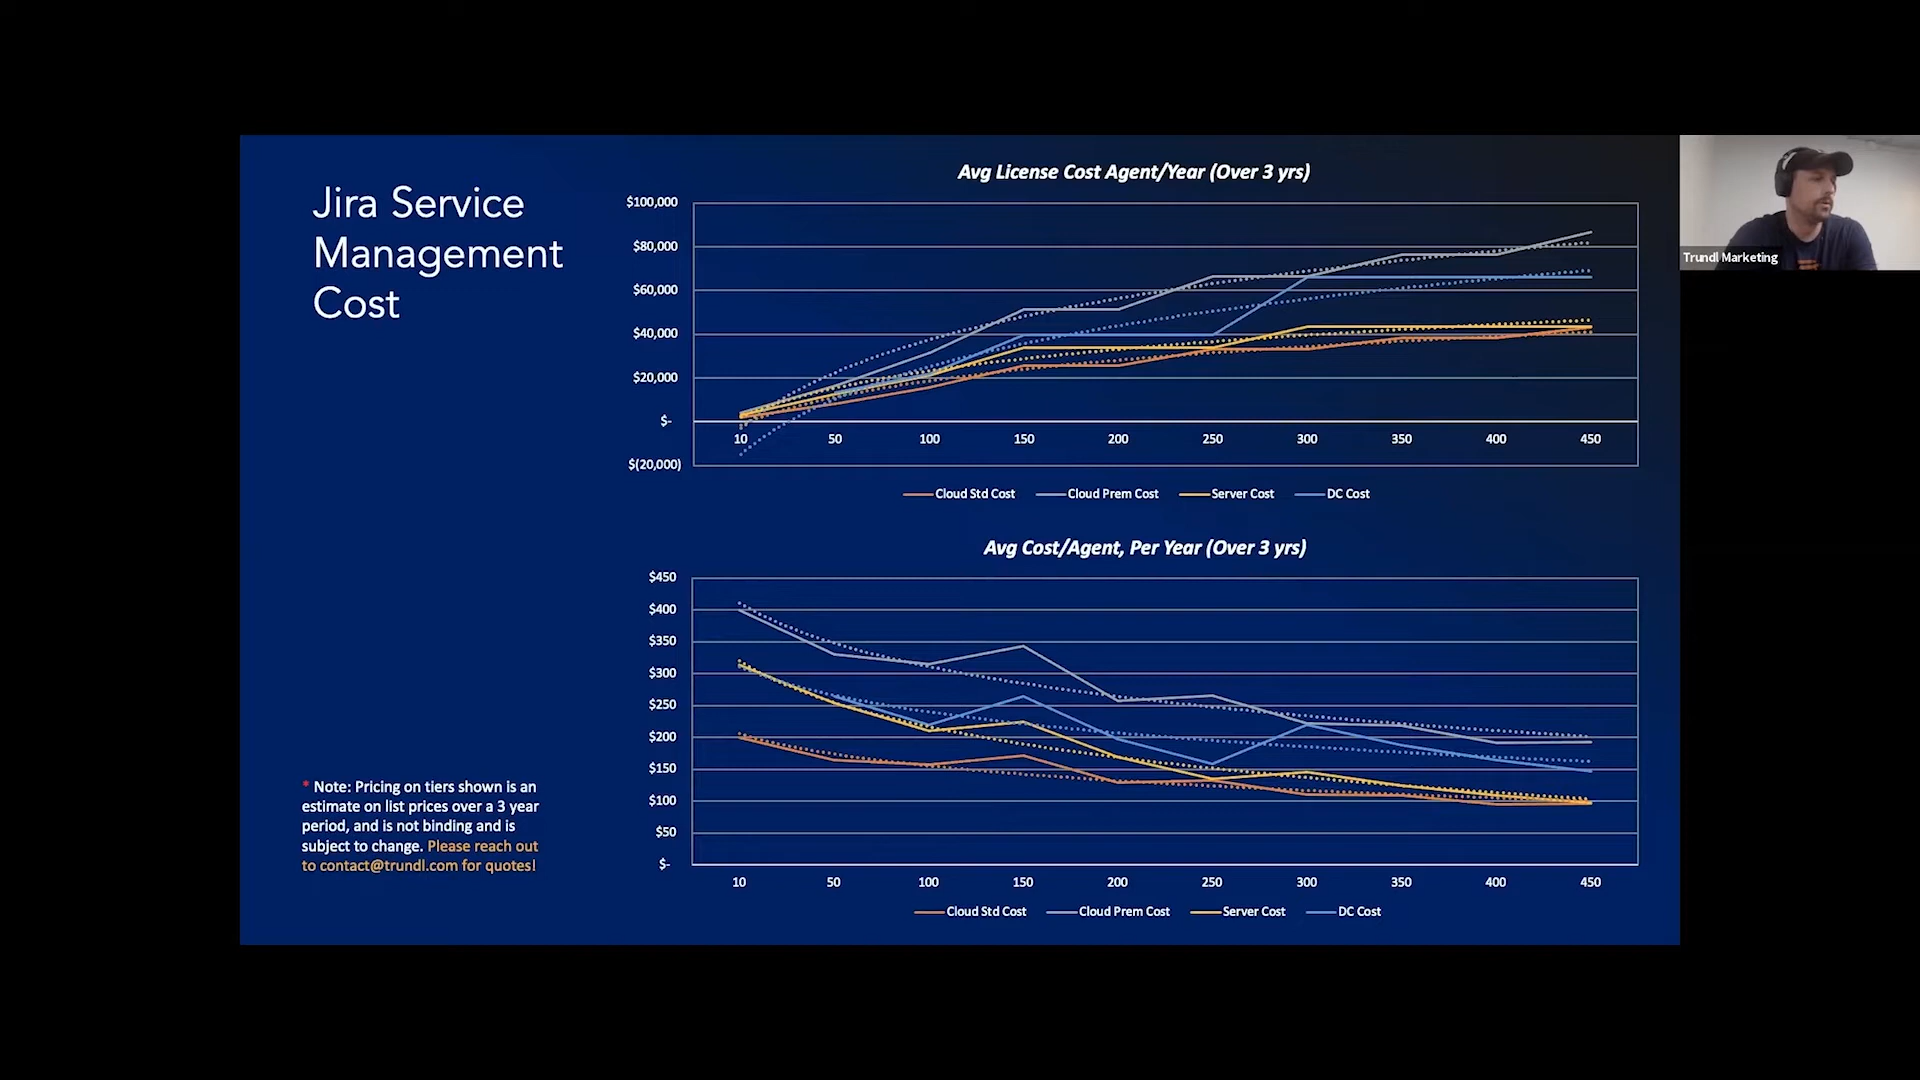 Jira Service
Management
Cost
* Note: Pricing on tiers shown is an
estimate on list prices over a 3 year
period, and is not binding and is
subject to change. Please reach out
to contact@trundl.com for quotes!
Avg License Cost Agent/Year (Over 3 yrs)
$100,000
$80,000
$60,000
$40,000
$20,000
$-
$(20,000)
10 50 100 150 200 250 300 350 400 450
Cloud Std Cost Cloud Prem Cost Server Cost DC Cost
Avg Cost/Agent, Per Year (Over 3 yrs)
$450
$400
$350
$300
$250
$200
$150
$100
$50
$-
10 50 100 150 200 250 300 350 400 450
Cloud Std Cost Cloud Prem Cost Server Cost DC Cost
Trundl Marketing